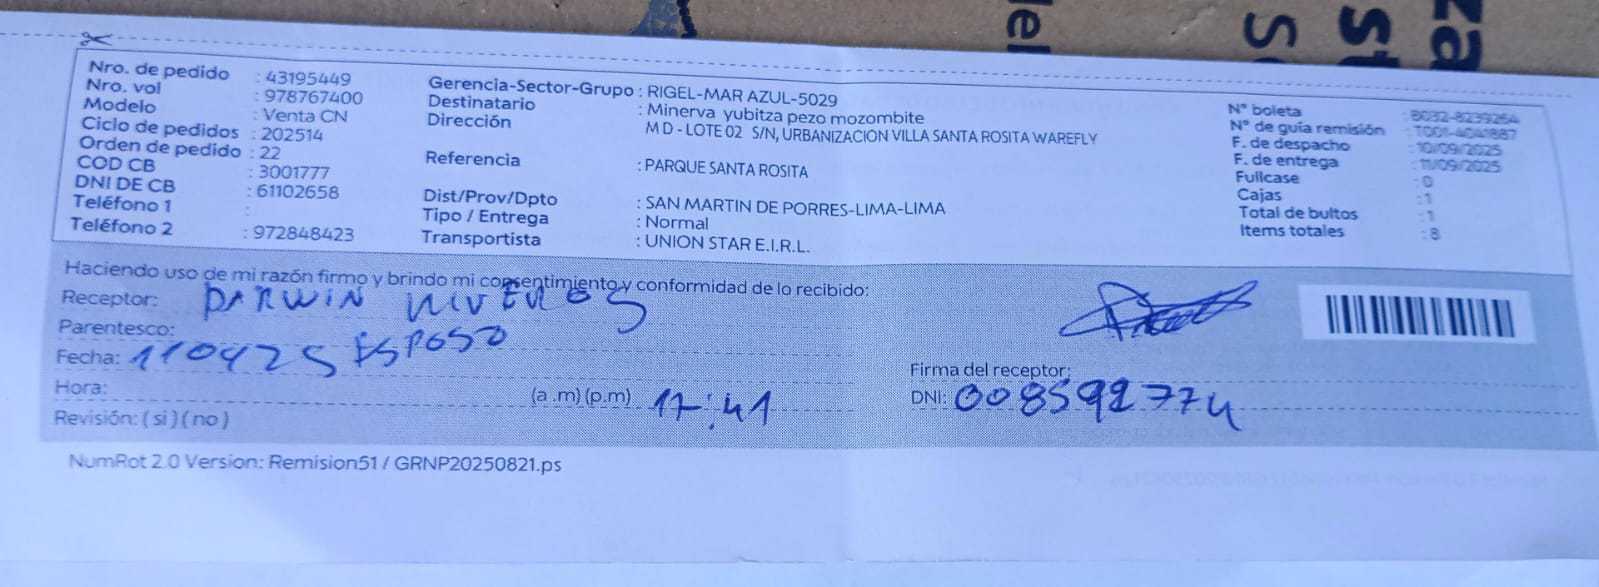 Nro. de pedido : 43195449
Nro. vol : 978767400
Modelo : Venta CN
Ciclo de pedidos : 202514
Orden de pedido : 22
COD CB : 3001777
DNI DE CB : 61102658
Teléfono 1 :
Teléfono 2 : 972848423
Gerencia-Sector-Grupo : RIGEL-MAR AZUL-5029
Destinatario : Minerva yubitza pezo mozombite
Dirección M D - LOTE 02 S/N, URBANIZACION VILLA SANTA ROSITA WAREFLY
Referencia : PARQUE SANTA ROSITA
Dist/Prov/Dpto : SAN MARTIN DE PORRES-LIMA-LIMA
Tipo / Entrega : Normal
Transportista : UNION STAR E.I.R.L.
N° boleta : B032-8239264
N° de guía remisión : T001-4041887
F. de despacho : 10/09/2025
F. de entrega : 11/09/2025
Fullcase : 0
Cajas : 1
Total de bultos : 1
Items totales : 8
Haciendo uso de mi razón firmo y brindo mi consentimiento y conformidad de lo recibido:
Receptor: DARWIN
Parentesco: ESPOSO
Fecha:
Hora: (a .m) (p.m) 17:41
Revisión: ( si ) ( no )
Firma del receptor:
DNI: 008592774
NumRot 2.0 Version: Remision51 / GRNP20250821.ps